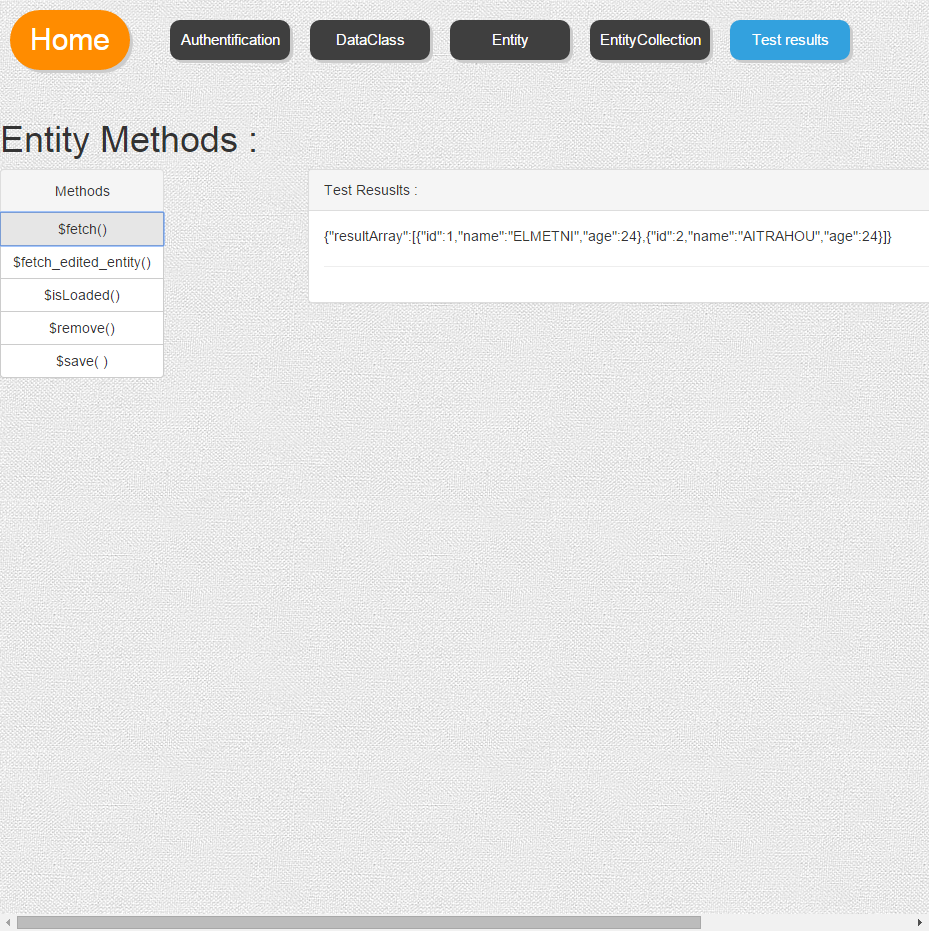 Home
Authentification
DataClass
Entity
EntityCollection
Test results
Entity Methods :
Methods
$fetch()
$fetch_edited_entity()
$isLoaded()
$remove()
$save( )
Test Resuslts :
{"resultArray":[{"id":1,"name":"ELMETNI","age":24},{"id":2,"name":"AITRAHOU","age":24}]}